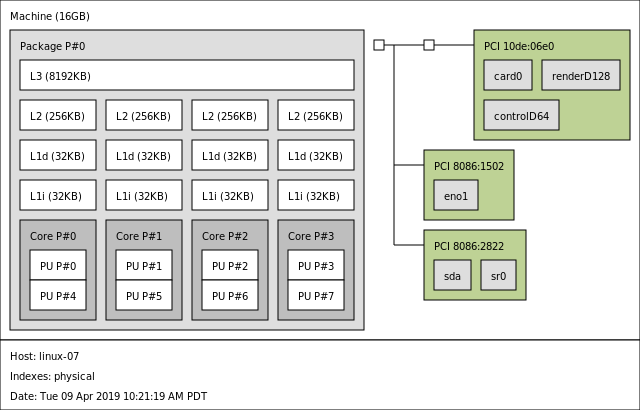 Machine (16GB)
Package P#0
L3 (8192KB)
L2 (256KB) L2 (256KB) L2 (256KB) L2 (256KB)
L1d (32KB) L1d (32KB) L1d (32KB) L1d (32KB)
L1i (32KB) L1i (32KB) L1i (32KB) L1i (32KB)
Core P#0 Core P#1 Core P#2 Core P#3
PU P#0 PU P#1 PU P#2 PU P#3
PU P#4 PU P#5 PU P#6 PU P#7
PCI 10de:06e0
card0 renderD128
controlD64
PCI 8086:1502
eno1
PCI 8086:2822
sda sr0
Host: linux-07
Indexes: physical
Date: Tue 09 Apr 2019 10:21:19 AM PDT